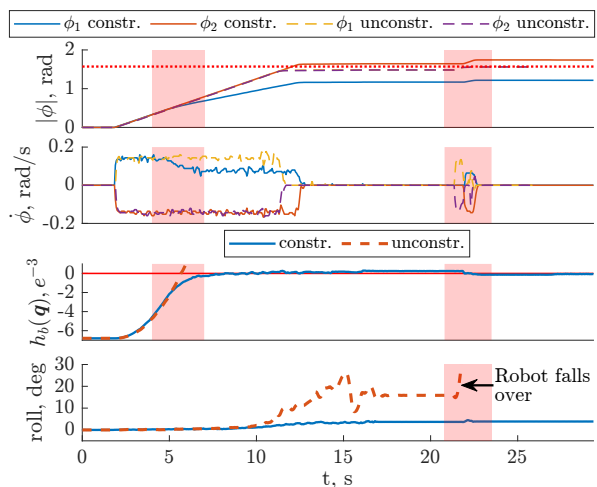 ϕ₁ constr. ϕ₂ constr. ϕ₁ unconstr. ϕ₂ unconstr.
|ϕ|, rad
2
1
0
ϕ̇, rad/s
0.2
0
-0.2
constr. unconstr.
h_b(q), e⁻³
0
-2
-4
-6
roll, deg
30
20
10
0
Robot falls
over
0 5 10 15 20 25
t, s